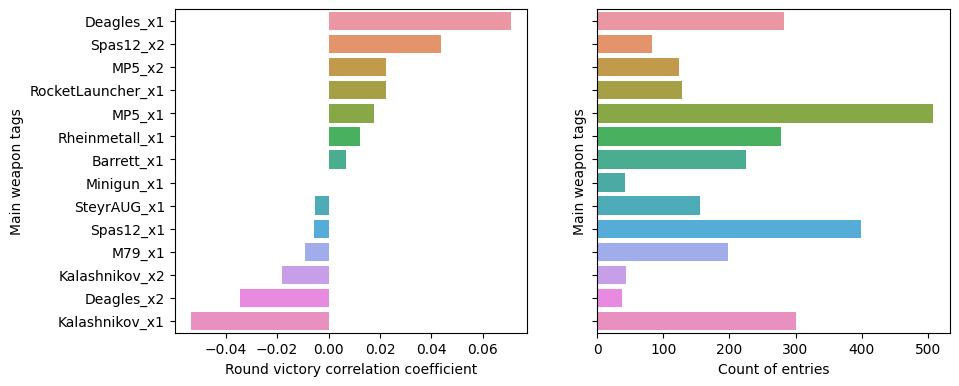 Main weapon tags
Deagles_x1
Spas12_x2
MP5_x2
RocketLauncher_x1
MP5_x1
Rheinmetall_x1
Barrett_x1
Minigun_x1
SteyrAUG_x1
Spas12_x1
M79_x1
Kalashnikov_x2
Deagles_x2
Kalashnikov_x1
−0.04 −0.02 0.00 0.02 0.04 0.06
Round victory correlation coefficient
Main weapon tags
0 100 200 300 400 500
Count of entries